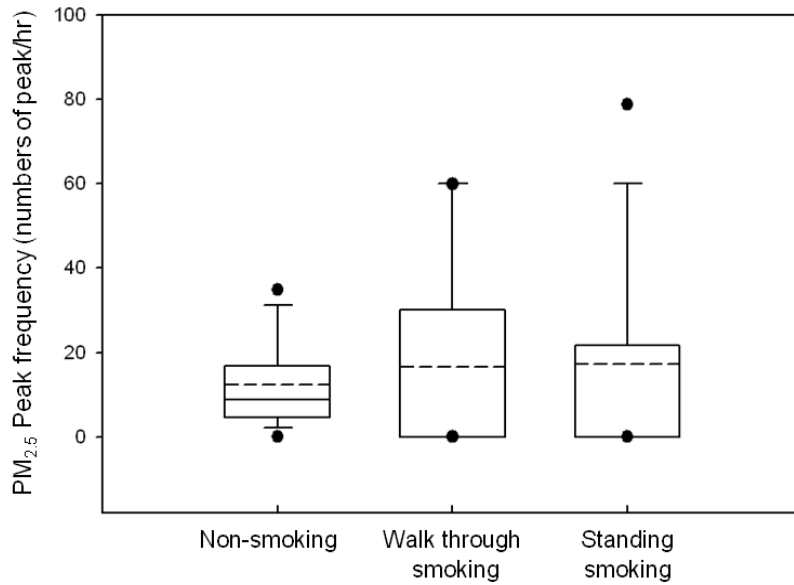 PM2.5 Peak frequency (numbers of peak/hr)
100
80
60
40
20
0
Non-smoking
Walk through
smoking
Standing
smoking